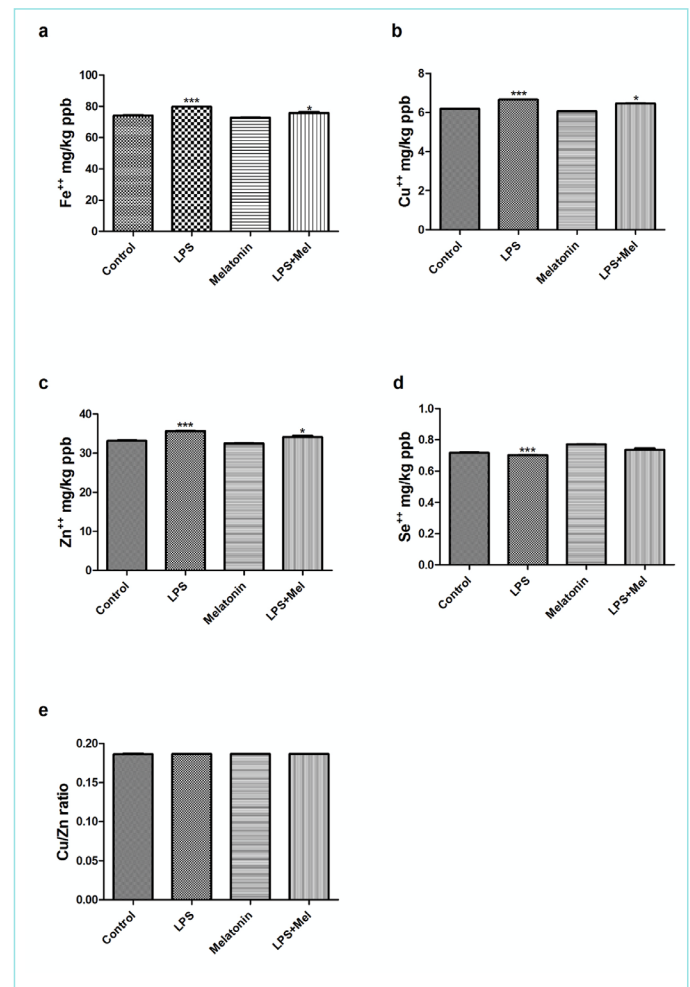 a
100
80
60
40
20
0
Fe++ mg/kg ppb
***
*
Control
LPS
Melatonin
LPS+Mel
b
8
6
4
2
0
Cu++ mg/kg ppb
***
*
Control
LPS
Melatonin
LPS+Mel
c
40
30
20
10
0
Zn++ mg/kg ppb
***
*
Control
LPS
Melatonin
LPS+Mel
d
1.0
0.8
0.6
0.4
0.2
0.0
Se++ mg/kg ppb
***
Control
LPS
Melatonin
LPS+Mel
e
0.20
0.15
0.10
0.05
0.00
Cu/Zn ratio
Control
LPS
Melatonin
LPS+Mel